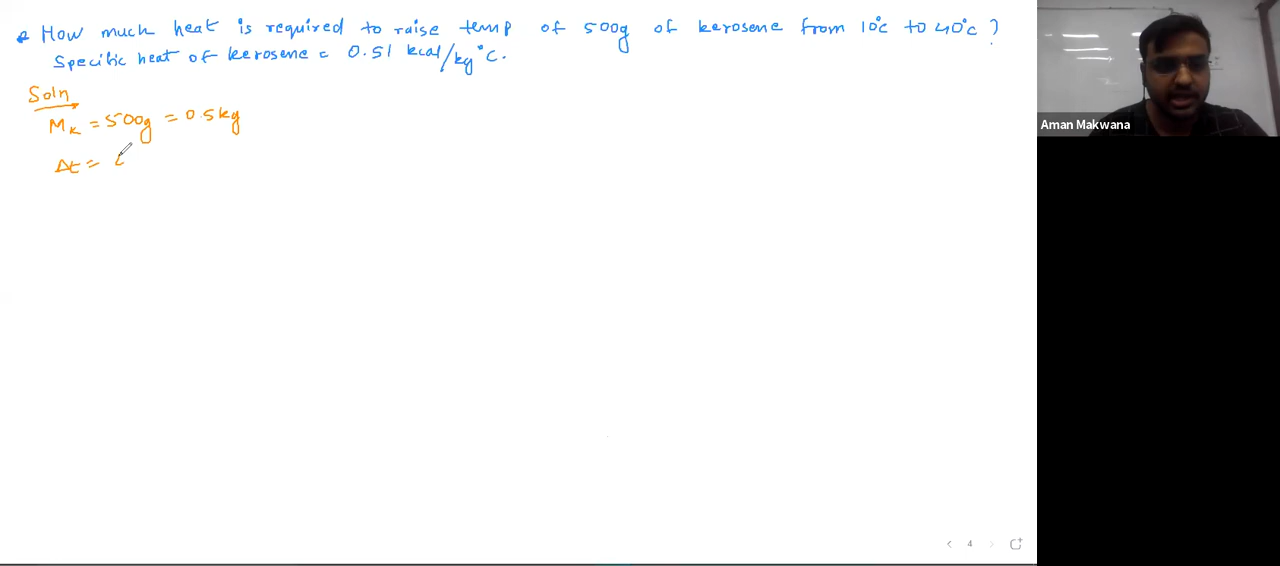 How much heat is required to raise temp of 500g of kerosene from 10°c to 40°c ?
Specific heat of kerosene = 0.51 kcal/kg°C.
Soln
Mk = 500g = 0.5kg
Δt =
Aman Makwana
4